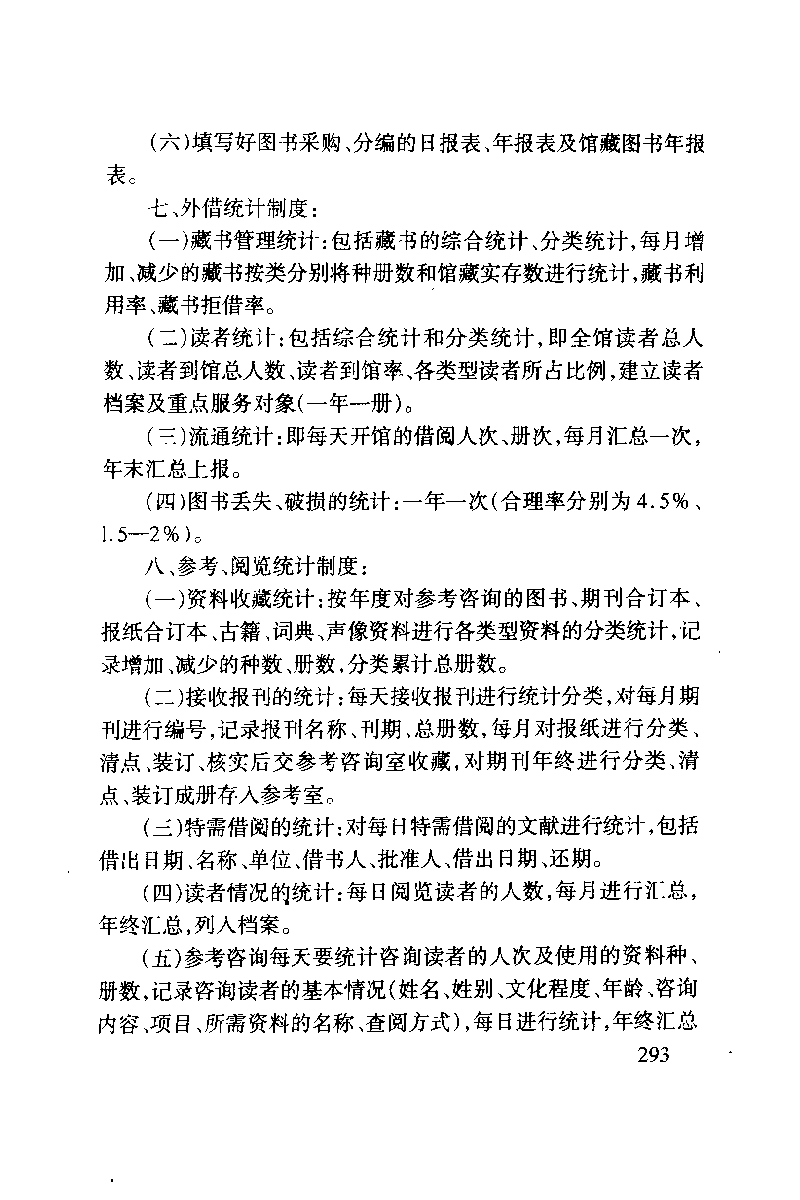 (六)填写好图书采购、分编的日报表、年报表及馆藏图书年报
表。
七、外借统计制度:
(一)藏书管理统计:包括藏书的综合统计、分类统计,每月增
加、减少的藏书按类分别将种册数和馆藏实存数进行统计,藏书利
用率、藏书拒借率。
(二)读者统计:包括综合统计和分类统计,即全馆读者总人
数、读者到馆总人数、读者到馆率、各类型读者所占比例,建立读者
档案及重点服务对象(一年一册)。
(三)流通统计:即每天开馆的借阅人次、册次,每月汇总一次,
年末汇总上报。
(四)图书丢失、破损的统计:一年一次(合理率分别为4.5%、
1.5—2%)。
八、参考、阅览统计制度:
(一)资料收藏统计:按年度对参考咨询的图书、期刊合订本、
报纸合订本、古籍、词典、声像资料进行各类型资料的分类统计,记
录增加、减少的种数、册数,分类累计总册数。
(二)接收报刊的统计:每天接收报刊进行统计分类,对每月期
刊进行编号,记录报刊名称、刊期、总册数,每月对报纸进行分类、
清点、装订、核实后交参考咨询室收藏,对期刊年终进行分类、清
点、装订成册存入参考室。
(三)特需借阅的统计:对每日特需借阅的文献进行统计,包括
借出日期、名称、单位、借书人、批准人、借出日期、还期。
(四)读者情况的统计:每日阅览读者的人数,每月进行汇总,
年终汇总,列入档案。
(五)参考咨询每天要统计咨询读者的人次及使用的资料种、
册数,记录咨询读者的基本情况(姓名、姓别、文化程度、年龄、咨询
内容、项目、所需资料的名称、查阅方式),每日进行统计,年终汇总
293